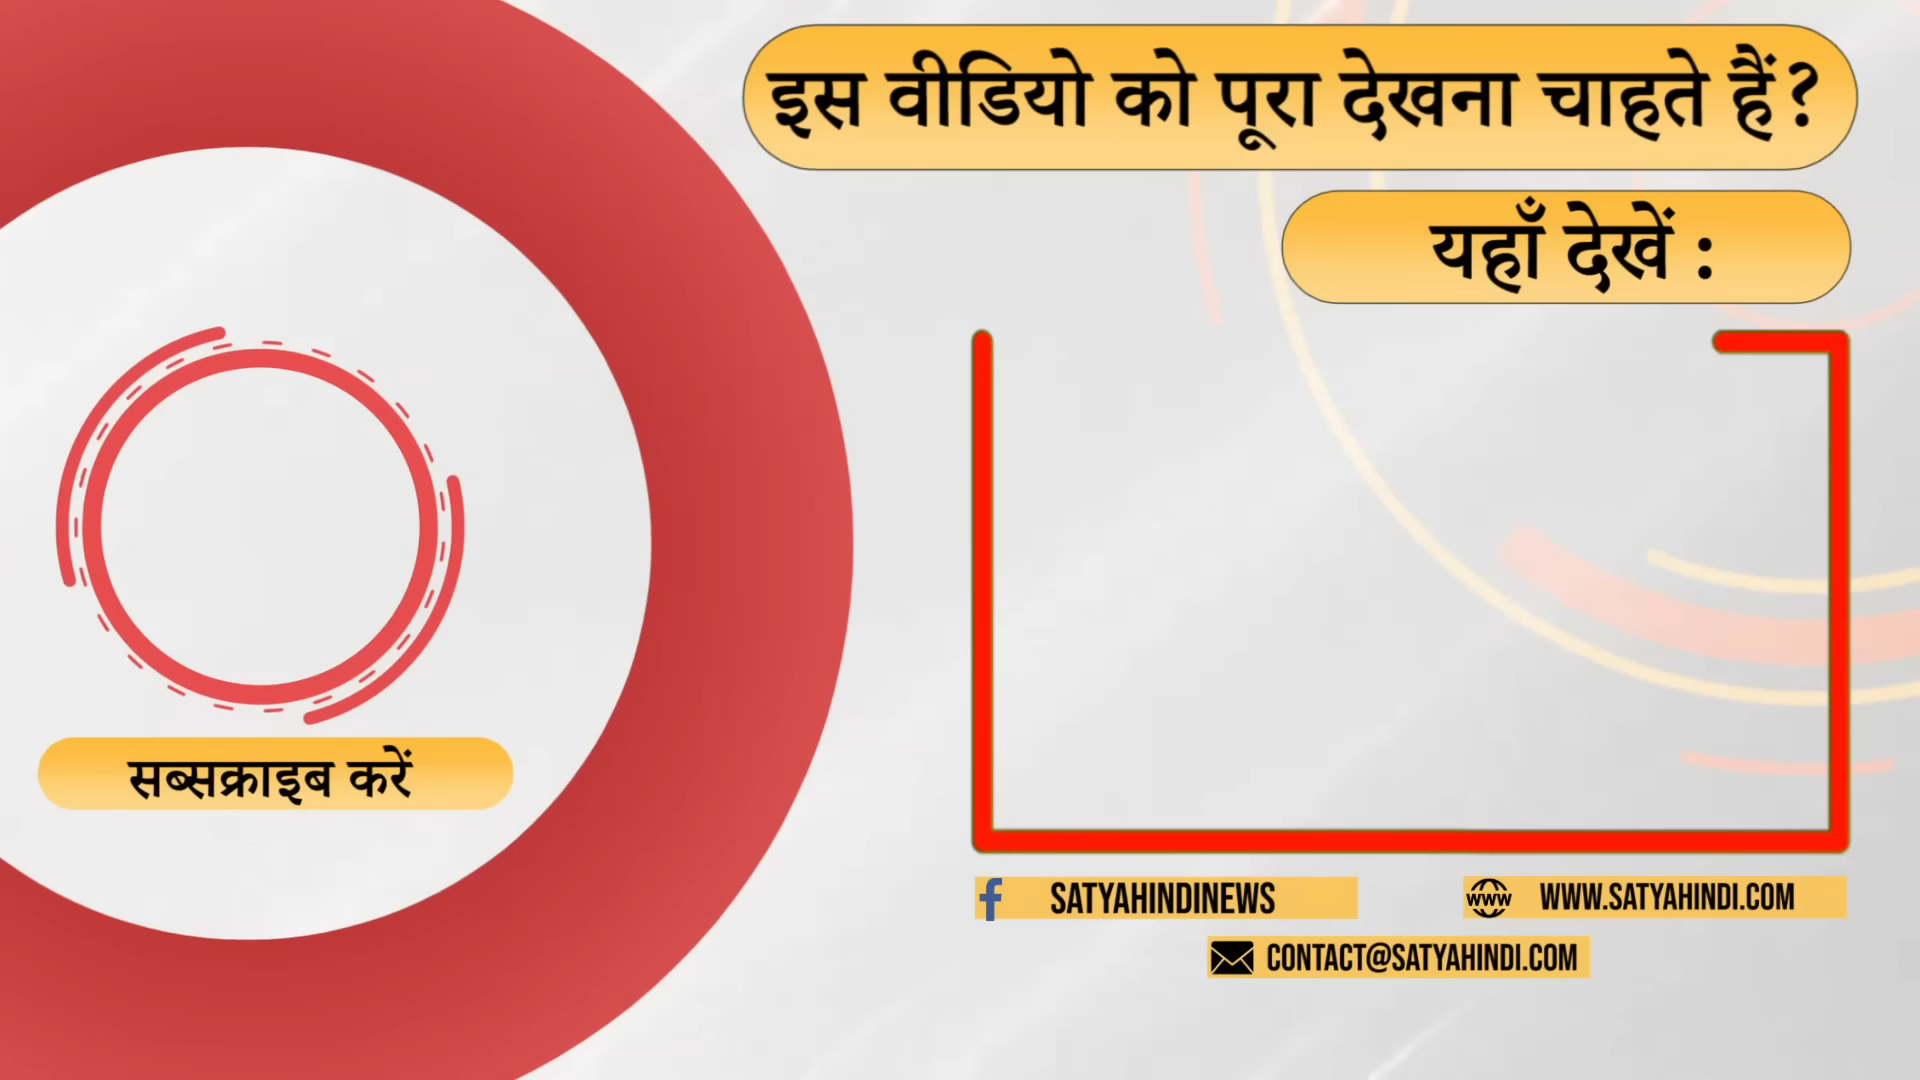 इस वीडियो को पूरा देखना चाहते हैं?
यहाँ देखें :
सब्सक्राइब करें
SATYAHINDINEWS
WWW WWW.SATYAHINDI.COM
CONTACT@SATYAHINDI.COM